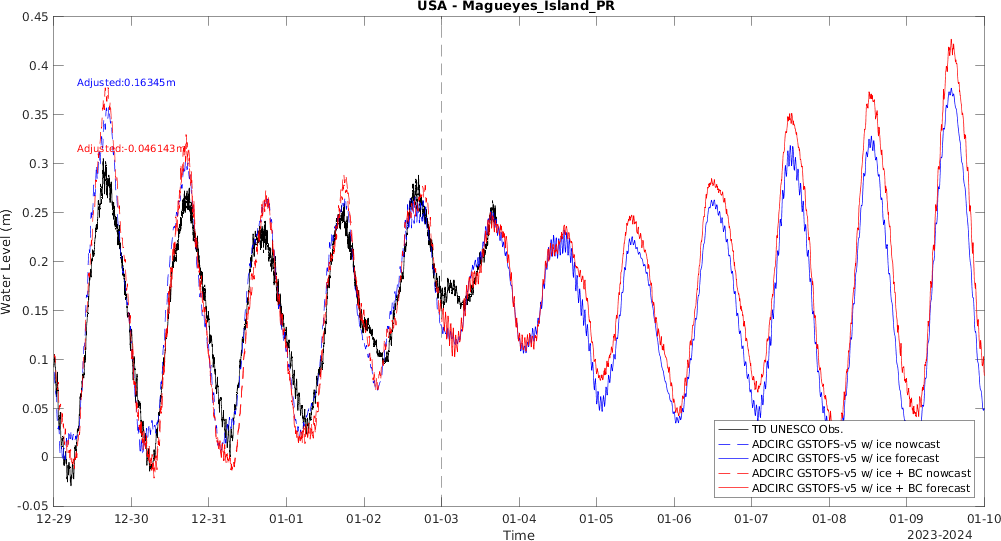 USA - Magueyes_Island_PR
0.45
0.4
0.35
0.3
0.25
0.2
0.15
0.1
0.05
0
-0.05
Water Level (m)
Adjusted:0.16345m
Adjusted:-0.046143m
TD UNESCO Obs.
ADCIRC GSTOFS-v5 w/ ice nowcast
ADCIRC GSTOFS-v5 w/ ice forecast
ADCIRC GSTOFS-v5 w/ ice + BC nowcast
ADCIRC GSTOFS-v5 w/ ice + BC forecast
12-29 12-30 12-31 01-01 01-02 01-03 01-04 01-05 01-06 01-07 01-08 01-09 01-10
Time
2023-2024